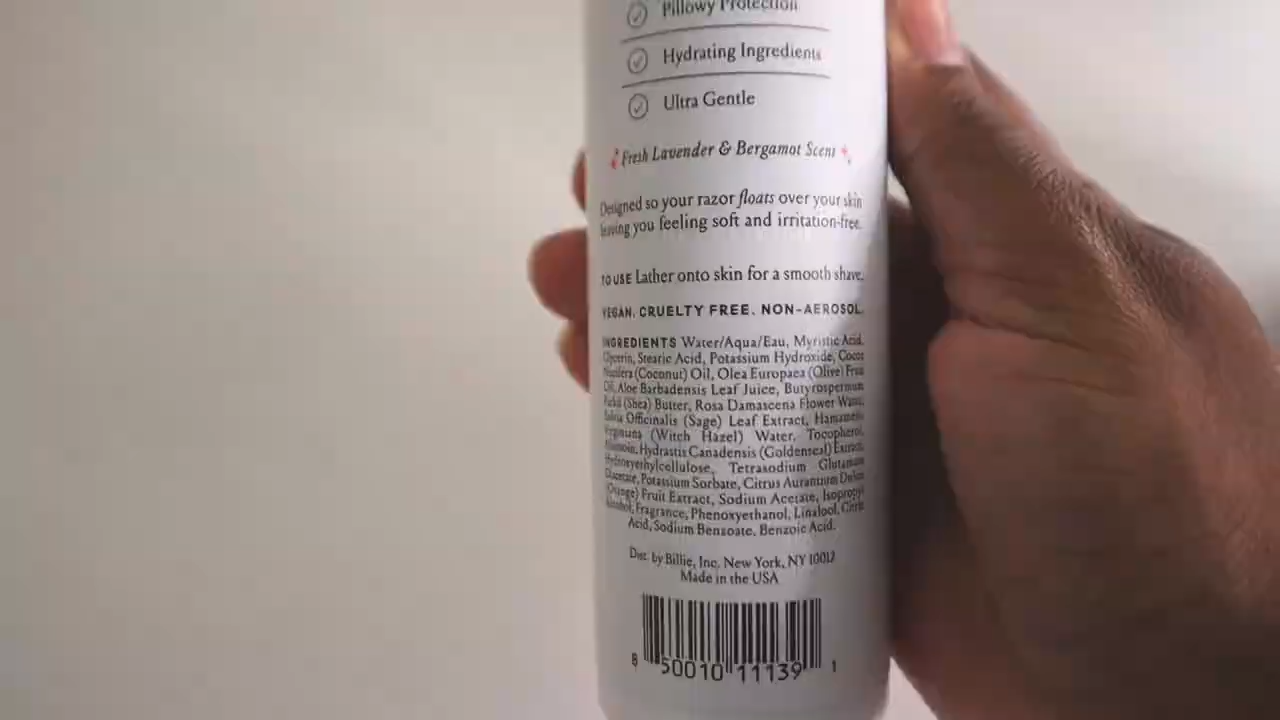 Pillowy Protection
Hydrating Ingredients
Ultra Gentle
Fresh Lavender & Bergamot Scent
Designed so your razor floats over your skin
leaving you feeling soft and irritation-free.
TO USE Lather onto skin for a smooth shave.
VEGAN. CRUELTY FREE. NON-AEROSOL.
INGREDIENTS Water/Aqua/Eau, Myristic Acid,
Glycerin, Stearic Acid, Potassium Hydroxide, Cocos
Nucifera (Coconut) Oil, Olea Europaea (Olive) Fruit
Oil, Aloe Barbadensis Leaf Juice, Butyrospermum
Parkii (Shea) Butter, Rosa Damascena Flower Water,
Salvia Officinalis (Sage) Leaf Extract, Hamamelis
Virginiana (Witch Hazel) Water, Tocopherol,
Hydrastis Canadensis (Goldenseal) Extract,
Hydroxyethylcellulose, Tetrasodium Glutamate
Diacetate, Potassium Sorbate, Citrus Aurantium Dulcis
(Orange) Fruit Extract, Sodium Acetate, Isopropyl
Alcohol, Fragrance, Phenoxyethanol, Linalool, Citric
Acid, Sodium Benzoate, Benzoic Acid.
Dist. by Billie, Inc. New York, NY 10012
Made in the USA
8 50010 11139 1